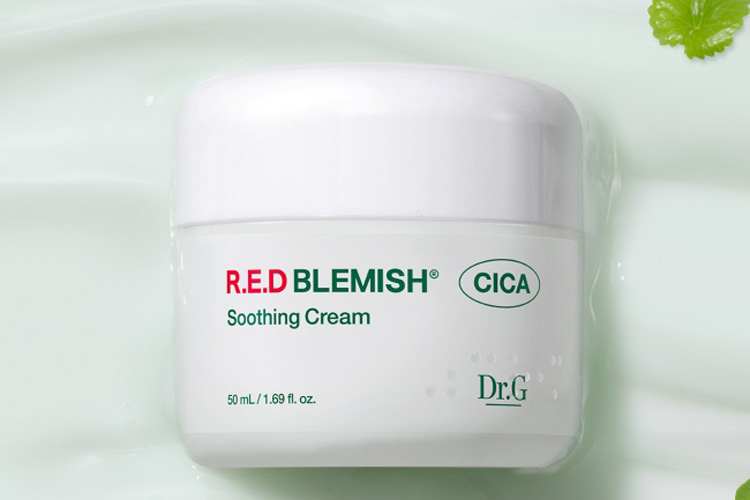 R.E.D BLEMISH®
CICA
Soothing Cream
50 mL / 1.69 fl. oz.
Dr.G